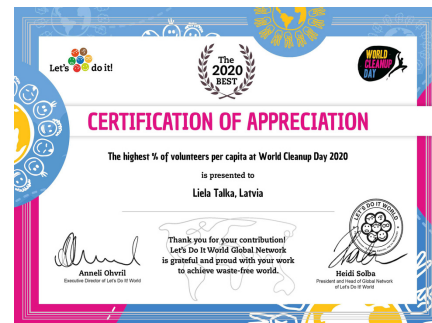 Let's do it!
The
2020
BEST
WORLD
CLEANUP
DAY
CERTIFICATION OF APPRECIATION
The highest % of volunteers per capita at World Cleanup Day 2020
is presented to
Liela Talka, Latvia
Thank you for your contribution!
Let's Do It World Global Network
is grateful and proud with your work
to achieve waste-free world.
Anneli Ohvril
Executive Director of Let's Do It! World
LET'S DO IT WORLD
Heidi Solba
President and Head of Global Network
of Let's Do It! World